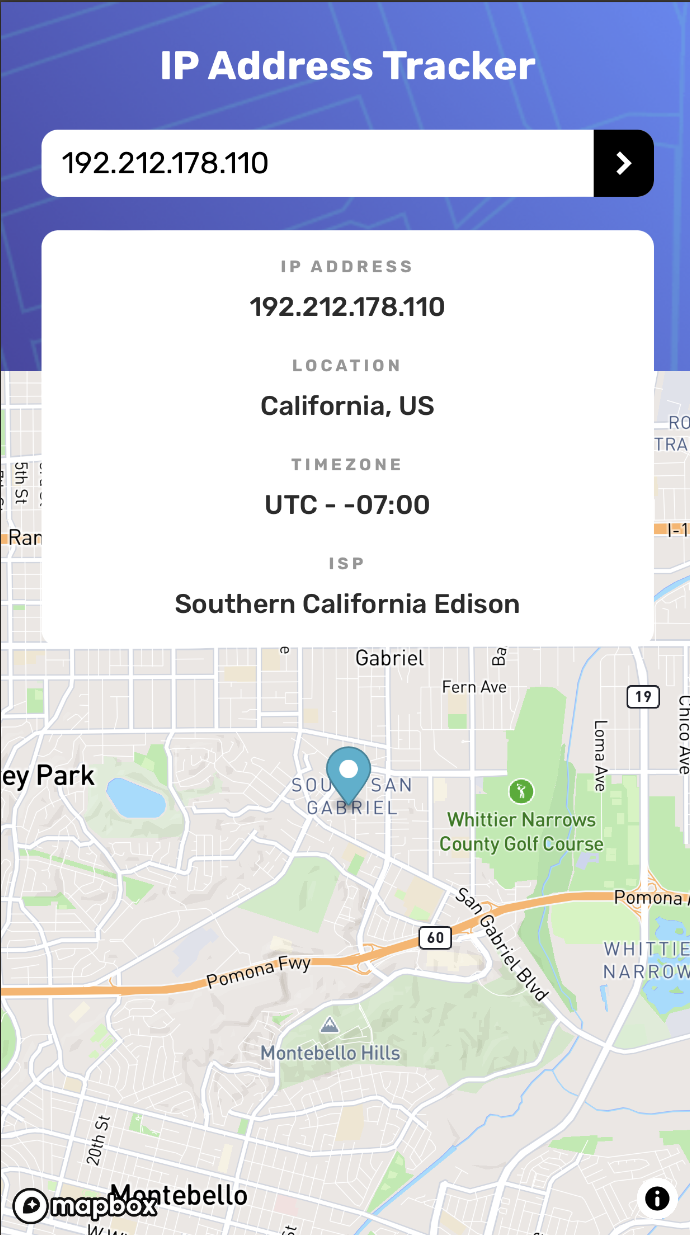 IP Address Tracker
192.212.178.110
IP ADDRESS
192.212.178.110
LOCATION
California, US
TIMEZONE
UTC - -07:00
ISP
Southern California Edison
RO
TRA
5th St
Ran
I-1
e
Gabriel
Ba
Fern Ave
19
Chico Ave
Loma Ave
ey Park
SOUTH SAN
GABRIEL
Whittier Narrows
County Golf Course
San Gabriel Blvd
Pomona
60
WHITTIE
NARROW
Pomona Fwy
Montebello Hills
20th St
Montebello
mapbox
St